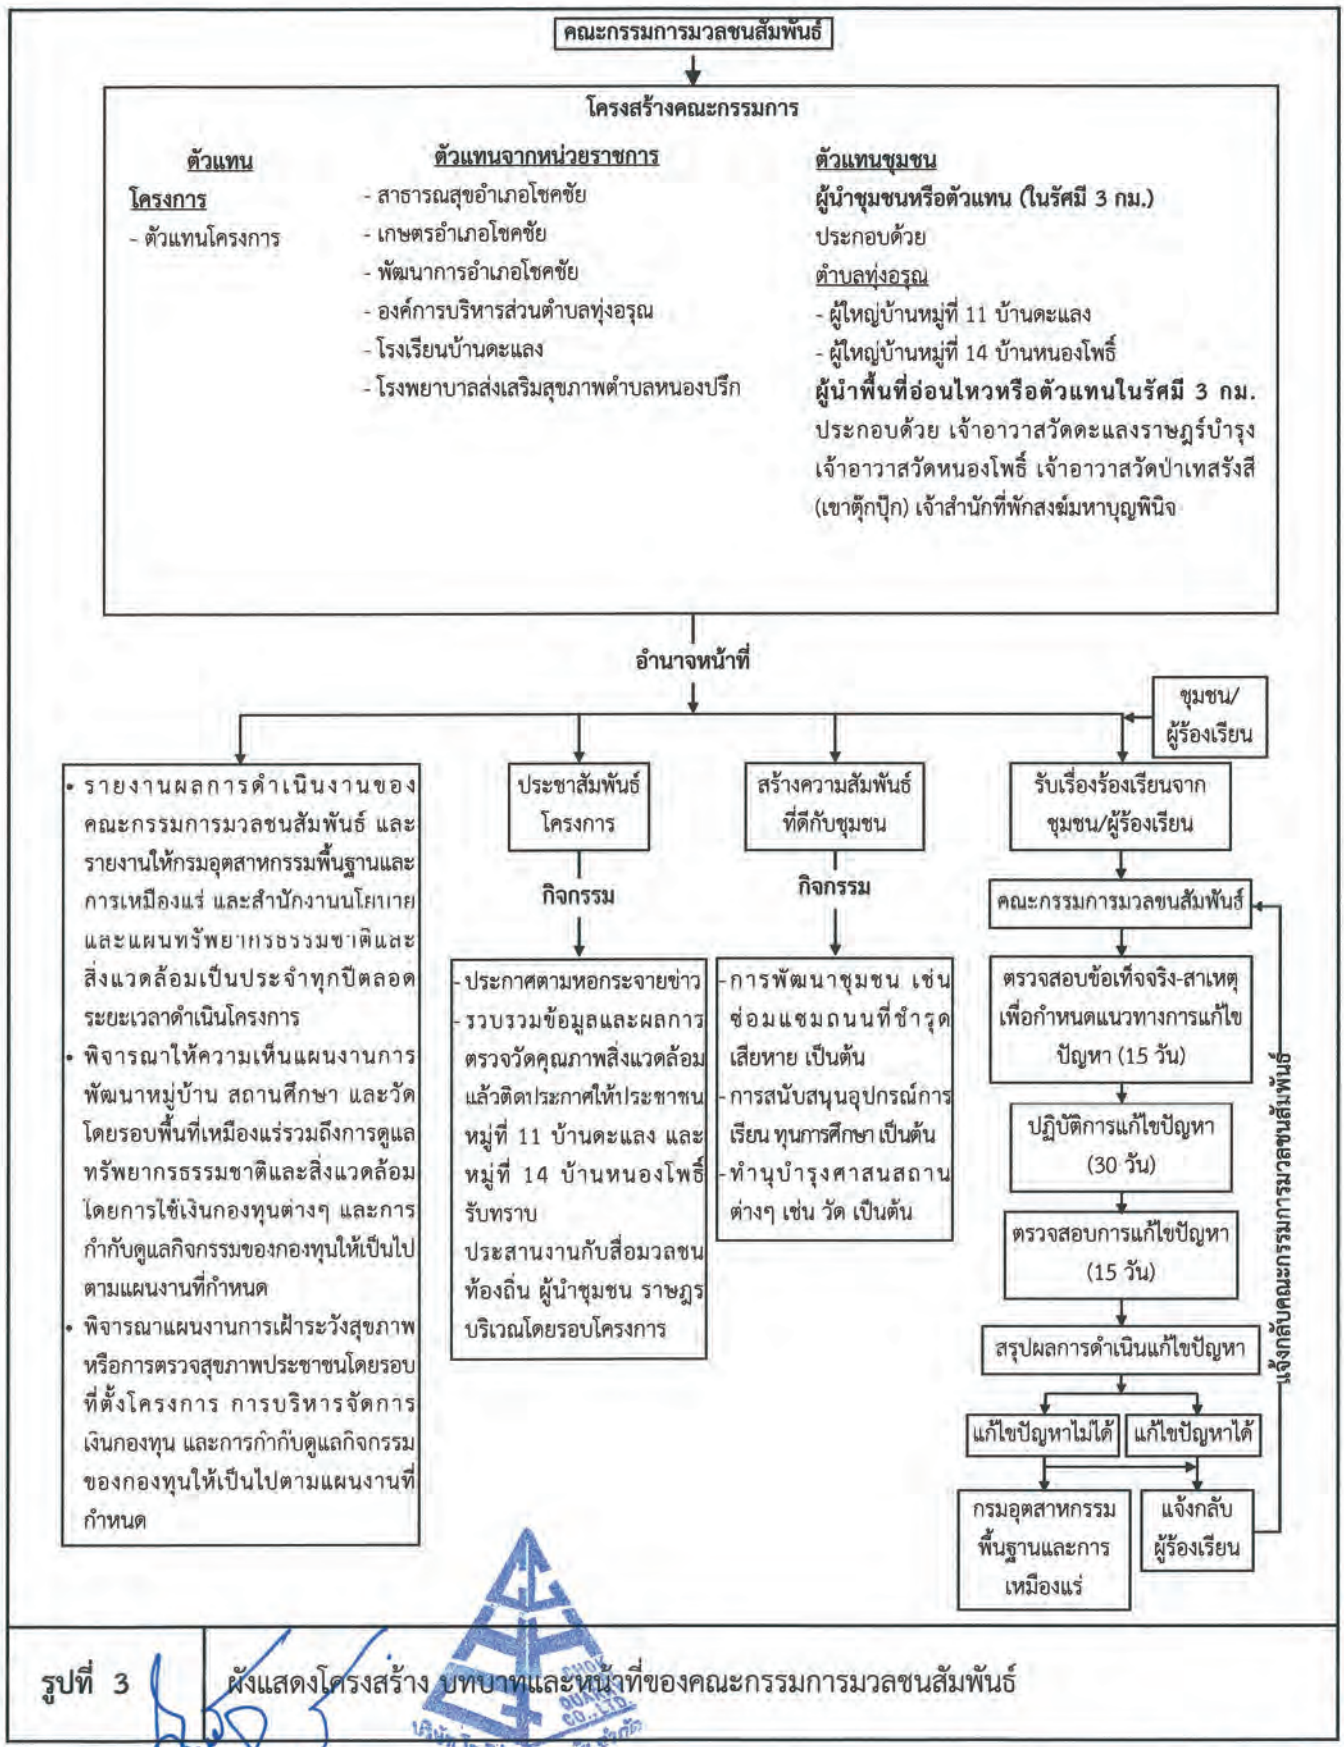 คณะกรรมการมวลชนสัมพันธ์
โครงสร้างคณะกรรมการ
ตัวแทน
โครงการ
- ตัวแทนโครงการ
ตัวแทนจากหน่วยราชการ
- สาธารณสุขอำเภอโชคชัย
- เกษตรอำเภอโชคชัย
- พัฒนาการอำเภอโชคชัย
- องค์การบริหารส่วนตำบลทุ่งอรุณ
- โรงเรียนบ้านดะแลง
- โรงพยาบาลส่งเสริมสุขภาพตำบลหนองปรึก
ตัวแทนชุมชน
ผู้นำชุมชนหรือตัวแทน (ในรัศมี 3 กม.)
ประกอบด้วย
ตำบลทุ่งอรุณ
- ผู้ใหญ่บ้านหมู่ที่ 11 บ้านดะแลง
- ผู้ใหญ่บ้านหมู่ที่ 14 บ้านหนองโพธิ์
ผู้นำพื้นที่อ่อนไหวหรือตัวแทนในรัศมี 3 กม.
ประกอบด้วย เจ้าอาวาสวัดดะแลงราษฎร์บำรุง
เจ้าอาวาสวัดหนองโพธิ์ เจ้าอาวาสวัดป่าเทสรังสี
(เขาตุ๊กปุ๊ก) เจ้าสำนักที่พักสงฆ์มหาบุญพินิจ
อำนาจหน้าที่
ชุมชน/
ผู้ร้องเรียน
• รายงานผลการดำเนินงานของ
คณะกรรมการมวลชนสัมพันธ์ และ
รายงานให้กรมอุตสาหกรรมพื้นฐานและ
การเหมืองแร่ และสำนักงานนโยบาย
และแผนทรัพยากรธรรมชาติและ
สิ่งแวดล้อมเป็นประจำทุกปีตลอด
ระยะเวลาดำเนินโครงการ
• พิจารณาให้ความเห็นแผนงานการ
พัฒนาหมู่บ้าน สถานศึกษา และวัด
โดยรอบพื้นที่เหมืองแร่รวมถึงการดูแล
ทรัพยากรธรรมชาติและสิ่งแวดล้อม
โดยการใช้เงินกองทุนต่างๆ และการ
กำกับดูแลกิจกรรมของกองทุนให้เป็นไป
ตามแผนงานที่กำหนด
• พิจารณาแผนงานการเฝ้าระวังสุขภาพ
หรือการตรวจสุขภาพประชาชนโดยรอบ
ที่ตั้งโครงการ การบริหารจัดการ
เงินกองทุน และการกำกับดูแลกิจกรรม
ของกองทุนให้เป็นไปตามแผนงานที่
กำหนด
ประชาสัมพันธ์
โครงการ
กิจกรรม
- ประกาศตามหอกระจายข่าว
- รวบรวมข้อมูลและผลการ
ตรวจวัดคุณภาพสิ่งแวดล้อม
แล้วติดประกาศให้ประชาชน
หมู่ที่ 11 บ้านดะแลง และ
หมู่ที่ 14 บ้านหนองโพธิ์
รับทราบ
ประสานงานกับสื่อมวลชน
ท้องถิ่น ผู้นำชุมชน ราษฎร
บริเวณโดยรอบโครงการ
สร้างความสัมพันธ์
ที่ดีกับชุมชน
กิจกรรม
- การพัฒนาชุมชน เช่น
ซ่อมแซมถนนที่ชำรุด
เสียหาย เป็นต้น
- การสนับสนุนอุปกรณ์การ
เรียน ทุนการศึกษา เป็นต้น
- ทำนุบำรุงศาสนสถาน
ต่างๆ เช่น วัด เป็นต้น
รับเรื่องร้องเรียนจาก
ชุมชน/ผู้ร้องเรียน
คณะกรรมการมวลชนสัมพันธ์
ตรวจสอบข้อเท็จจริง-สาเหตุ
เพื่อกำหนดแนวทางการแก้ไข
ปัญหา (15 วัน)
ปฏิบัติการแก้ไขปัญหา
(30 วัน)
ตรวจสอบการแก้ไขปัญหา
(15 วัน)
สรุปผลการดำเนินแก้ไขปัญหา
แก้ไขปัญหาไม่ได้
แก้ไขปัญหาได้
กรมอุตสาหกรรม
พื้นฐานและการ
เหมืองแร่
แจ้งกลับ
ผู้ร้องเรียน
แจ้งกลับคณะกรรมการมวลชนสัมพันธ์
รูปที่ 3
ผังแสดงโครงสร้าง บทบาทและหน้าที่ของคณะกรรมการมวลชนสัมพันธ์
CO., LTD.